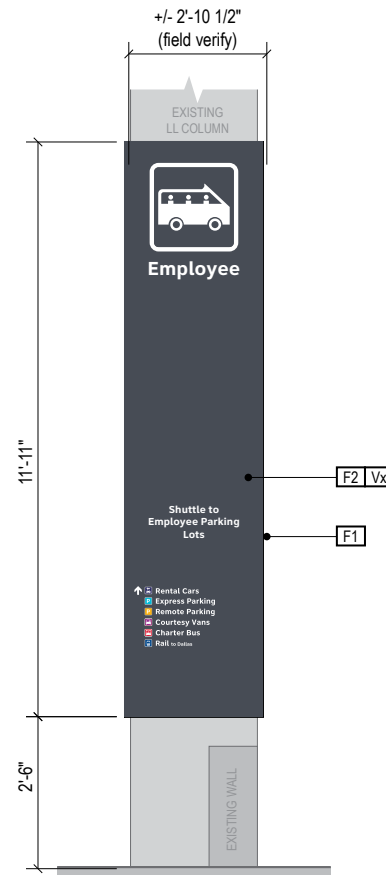 +/- 2'-10 1/2"
(field verify)
EXISTING
LL COLUMN
Employee
11'-11"
F2 Vx
Shuttle to
Employee Parking
Lots
F1
Rental Cars
Express Parking
Remote Parking
Courtesy Vans
Charter Bus
Rail to Dallas
2'-6"
EXISTING WALL